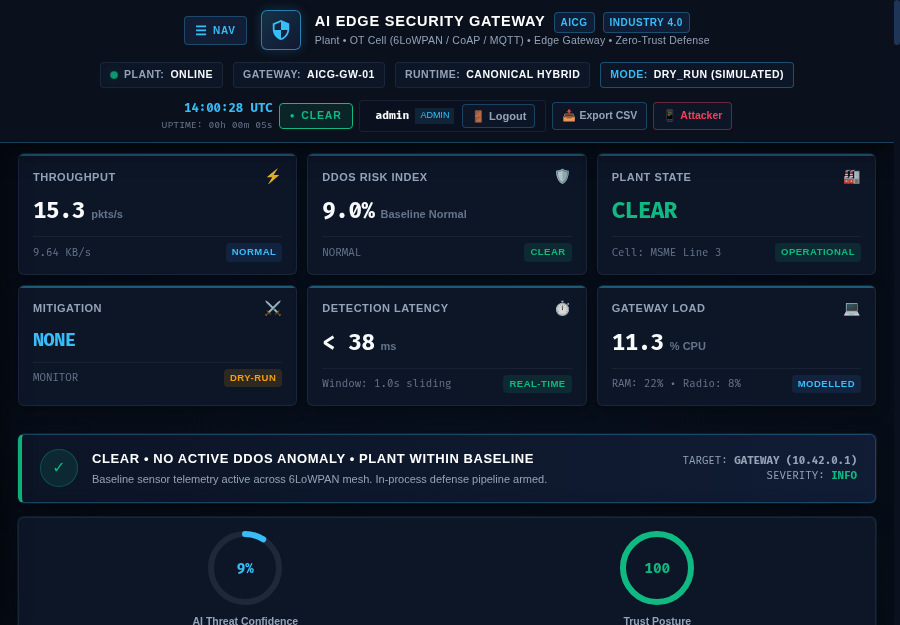 ☰ NAV
AI EDGE SECURITY GATEWAY AICG INDUSTRY 4.0
Plant • OT Cell (6LoWPAN / CoAP / MQTT) • Edge Gateway • Zero-Trust Defense
PLANT: ONLINE GATEWAY: AICG-GW-01 RUNTIME: CANONICAL HYBRID MODE: DRY_RUN (SIMULATED)
14:00:28 UTC
UPTIME: 00h 00m 05s
• CLEAR
admin ADMIN Logout Export CSV Attacker
THROUGHPUT
15.3 pkts/s
9.64 KB/s NORMAL
DDOS RISK INDEX
9.0% Baseline Normal
NORMAL CLEAR
PLANT STATE
CLEAR
Cell: MSME Line 3 OPERATIONAL
MITIGATION
NONE
MONITOR DRY-RUN
DETECTION LATENCY
< 38 ms
Window: 1.0s sliding REAL-TIME
GATEWAY LOAD
11.3 % CPU
RAM: 22% • Radio: 8% MODELLED
✓ CLEAR • NO ACTIVE DDOS ANOMALY • PLANT WITHIN BASELINE
Baseline sensor telemetry active across 6LoWPAN mesh. In-process defense pipeline armed.
TARGET: GATEWAY (10.42.0.1)
SEVERITY: INFO
9%
AI Threat Confidence
100
Trust Posture